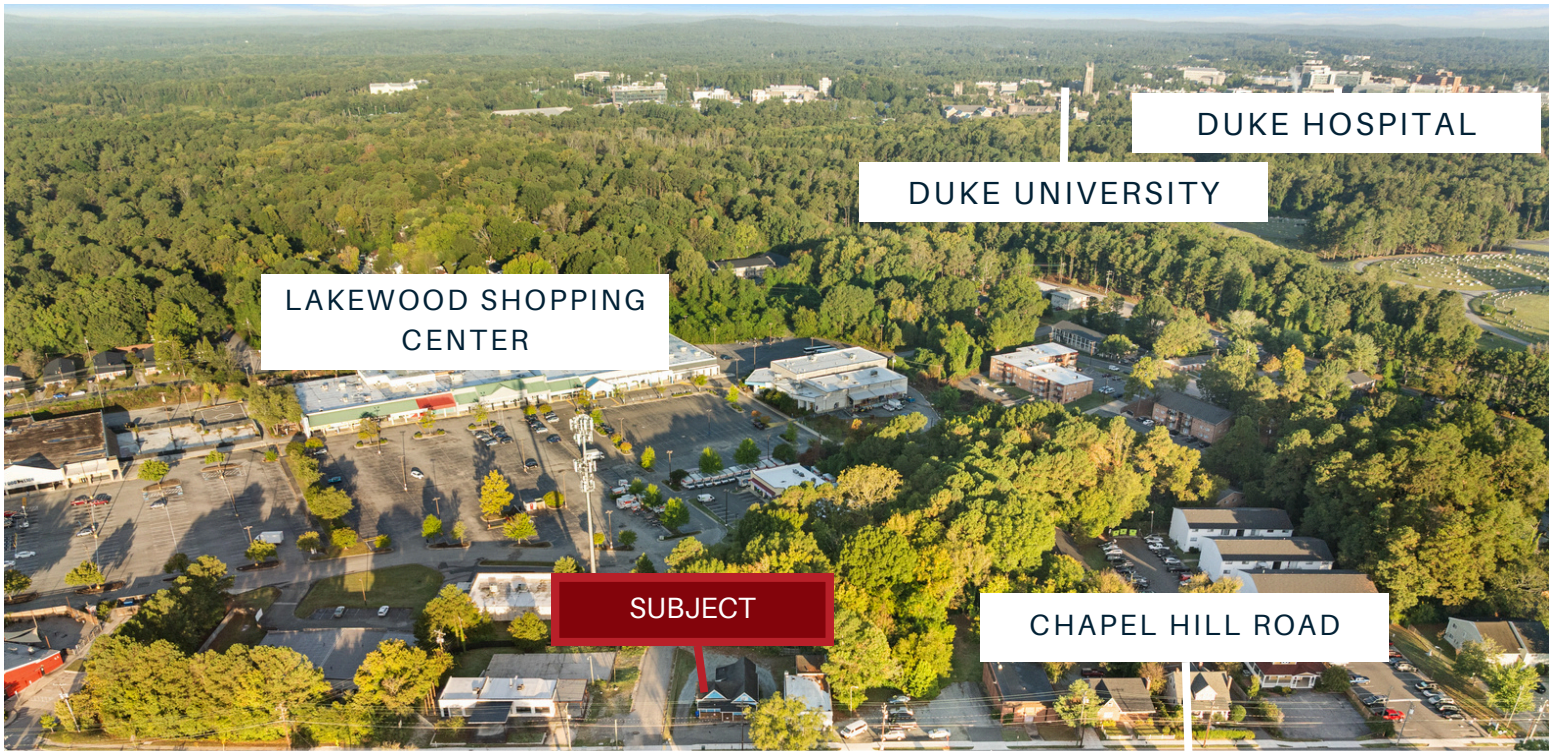 DUKE HOSPITAL
DUKE UNIVERSITY
LAKEWOOD SHOPPING
CENTER
SUBJECT
CHAPEL HILL ROAD